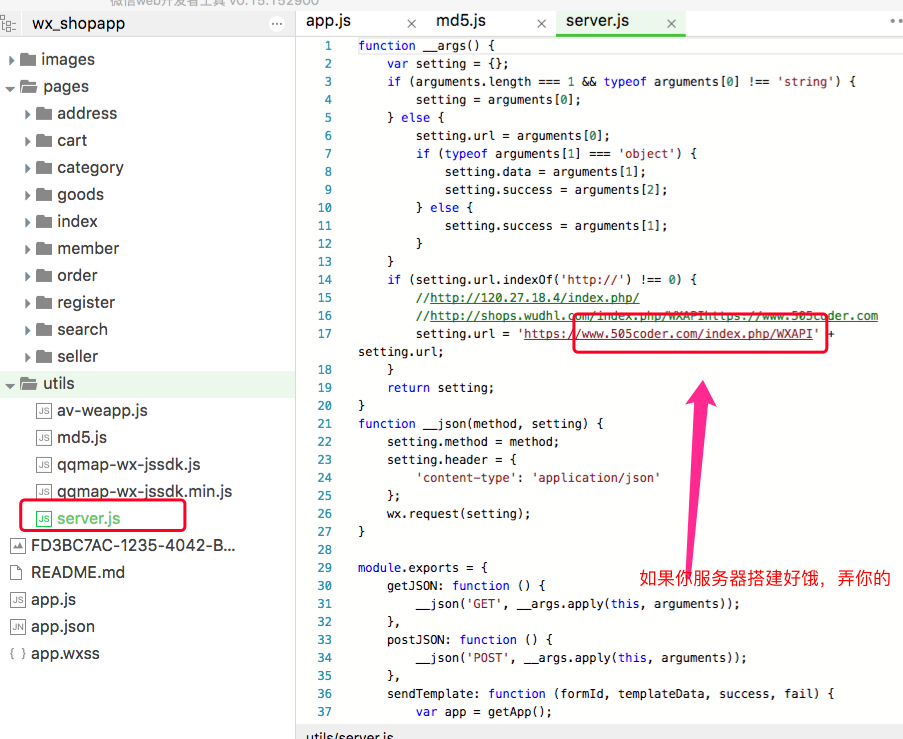 微信web开发者工具 v0.15.152900
wx_shopapp
app.js
md5.js
server.js
images
pages
address
cart
category
goods
index
member
order
register
search
seller
utils
JS av-weapp.js
JS md5.js
JS qqmap-wx-jssdk.js
JS qqmap-wx-jssdk.min.js
JS server.js
FD3BC7AC-1235-4042-B...
README.md
JS app.js
JN app.json
{ } app.wxss
1 function __args() {
2 var setting = {};
3 if (arguments.length === 1 && typeof arguments[0] !== 'string') {
4 setting = arguments[0];
5 } else {
6 setting.url = arguments[0];
7 if (typeof arguments[1] === 'object') {
8 setting.data = arguments[1];
9 setting.success = arguments[2];
10 } else {
11 setting.success = arguments[1];
12 }
13 }
14 if (setting.url.indexOf('http://') !== 0) {
15 //http://120.27.18.4/index.php/
16 //http://shops.wudhl.com/index.php/WXAPIhttps://www.505coder.com
17 setting.url = 'https://www.505coder.com/index.php/WXAPI' +
setting.url;
18 }
19 return setting;
20 }
21 function __json(method, setting) {
22 setting.method = method;
23 setting.header = {
24 'content-type': 'application/json'
25 };
26 wx.request(setting);
27 }
28
29 module.exports = {
30 getJSON: function () {
31 __json('GET', __args.apply(this, arguments));
32 },
33 postJSON: function () {
34 __json('POST', __args.apply(this, arguments));
35 },
36 sendTemplate: function (formId, templateData, success, fail) {
37 var app = getApp();
如果你服务器搭建好饿，弄你的
utils/server.js